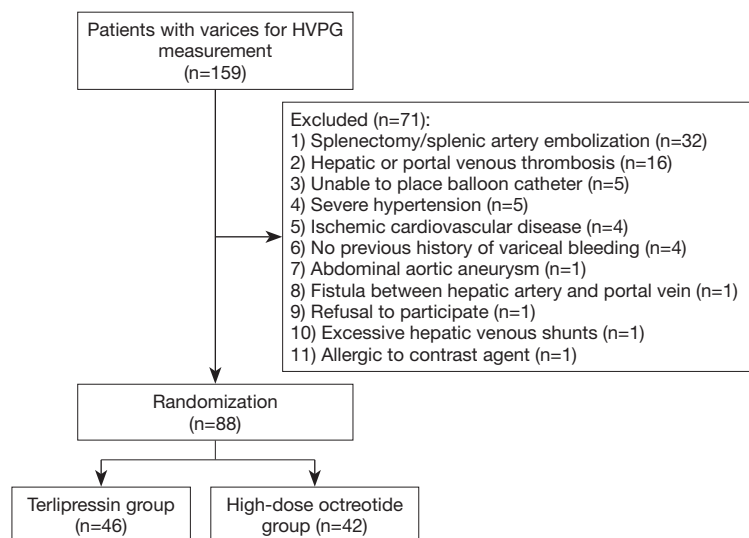 Patients with varices for HVPG
measurement
(n=159)
Excluded (n=71):
1) Splenectomy/splenic artery embolization (n=32)
2) Hepatic or portal venous thrombosis (n=16)
3) Unable to place balloon catheter (n=5)
4) Severe hypertension (n=5)
5) Ischemic cardiovascular disease (n=4)
6) No previous history of variceal bleeding (n=4)
7) Abdominal aortic aneurysm (n=1)
8) Fistula between hepatic artery and portal vein (n=1)
9) Refusal to participate (n=1)
10) Excessive hepatic venous shunts (n=1)
11) Allergic to contrast agent (n=1)
Randomization
(n=88)
Terlipressin group
(n=46)
High-dose octreotide
group (n=42)